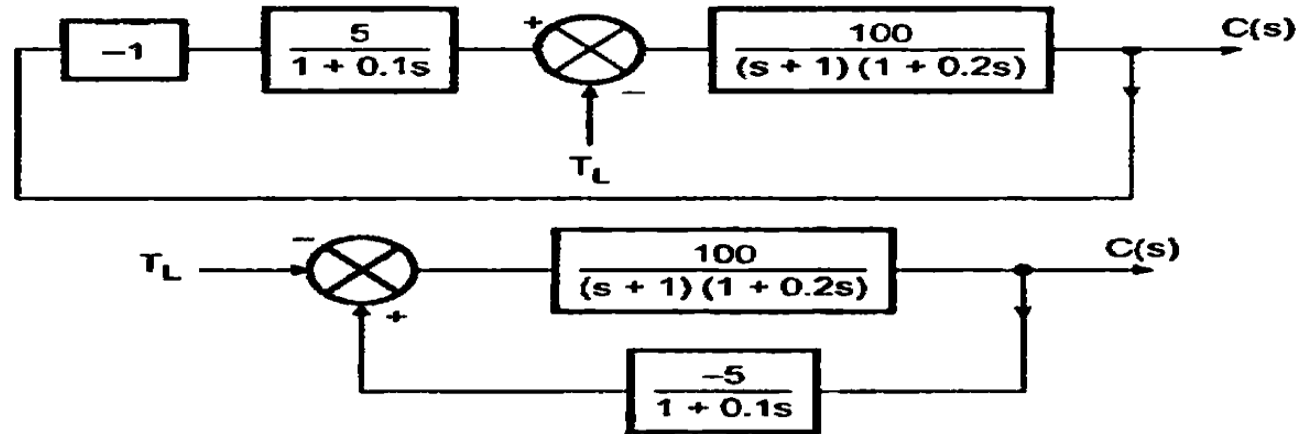 −1
5
1 + 0.1s
+
−
T_L
100
(s + 1) (1 + 0.2s)
C(s)
T_L
−
+
100
(s + 1) (1 + 0.2s)
C(s)
−5
1 + 0.1s